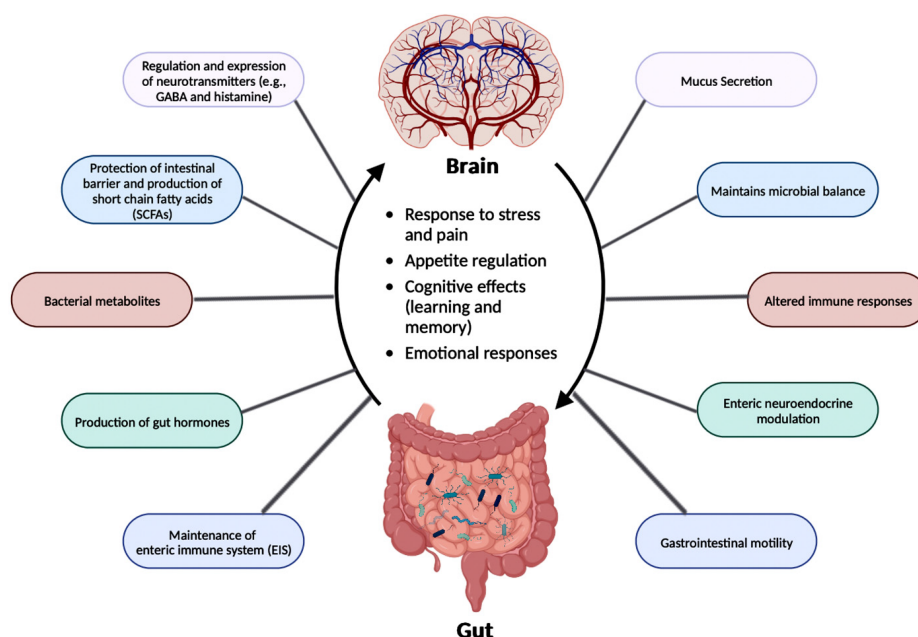 Regulation and expression
of neurotransmitters (e.g.,
GABA and histamine)
Protection of intestinal
barrier and production of
short chain fatty acids
(SCFAs)
Bacterial metabolites
Production of gut hormones
Maintenance of
enteric immune system (EIS)
Brain
• Response to stress
and pain
• Appetite regulation
• Cognitive effects
(learning and
memory)
• Emotional responses
Gut
Mucus Secretion
Maintains microbial balance
Altered immune responses
Enteric neuroendocrine
modulation
Gastrointestinal motility